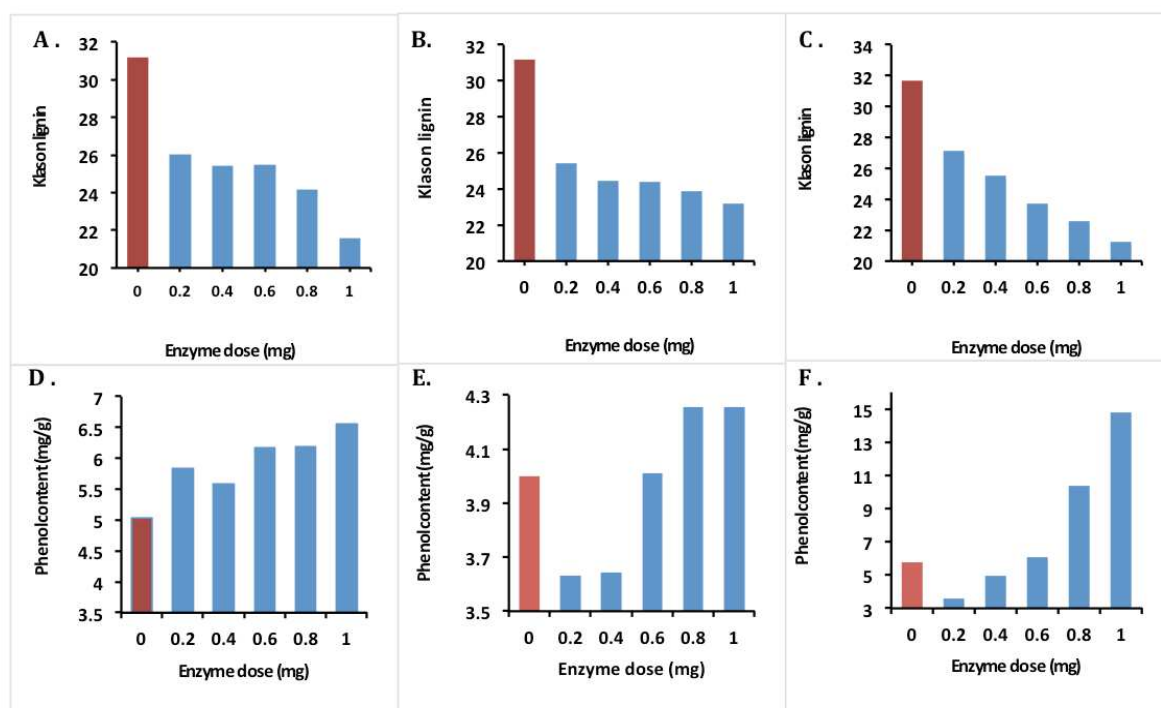 A .
32
30
28
26
24
22
20
Klason lignin
0 0.2 0.4 0.6 0.8 1
Enzyme dose (mg)
B.
32
30
28
26
24
22
20
Klason lignin
0 0.2 0.4 0.6 0.8 1
Enzyme dose (mg)
C .
34
32
30
28
26
24
22
20
Klason lignin
0 0.2 0.4 0.6 0.8 1
Enzyme dose (mg)
D .
7
6.5
6
5.5
5
4.5
4
3.5
Phenolcontent(mg/g)
0 0.2 0.4 0.6 0.8 1
Enzyme dose (mg)
E.
4.3
4.1
3.9
3.7
3.5
Phenolcontent(mg/g)
0 0.2 0.4 0.6 0.8 1
Enzyme dose (mg)
F .
15
13
11
9
7
5
3
Phenolcontent(mg/g)
0 0.2 0.4 0.6 0.8 1
Enzyme dose (mg)